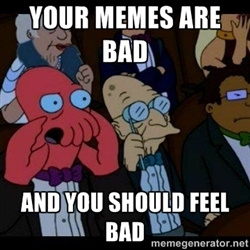 YOUR MEMES ARE
BAD
AND YOU SHOULD FEEL
BAD
memegenerator.net